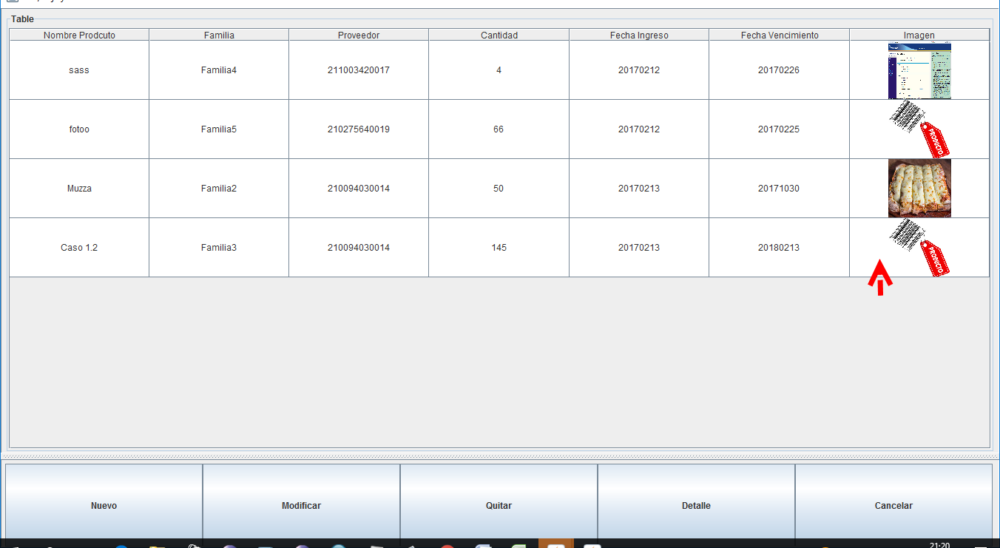 Table
Nombre Prodcuto Familia Proveedor Cantidad Fecha Ingreso Fecha Vencimiento Imagen
sass Familia4 211003420017 4 20170212 20170226
fotoo Familia5 210275640019 66 20170212 20170225
PRODUCTO
Muzza Familia2 210094030014 50 20170213 20171030
Caso 1.2 Familia3 210094030014 145 20170213 20180213
PRODUCTO
Nuevo Modificar Quitar Detalle Cancelar
21:20